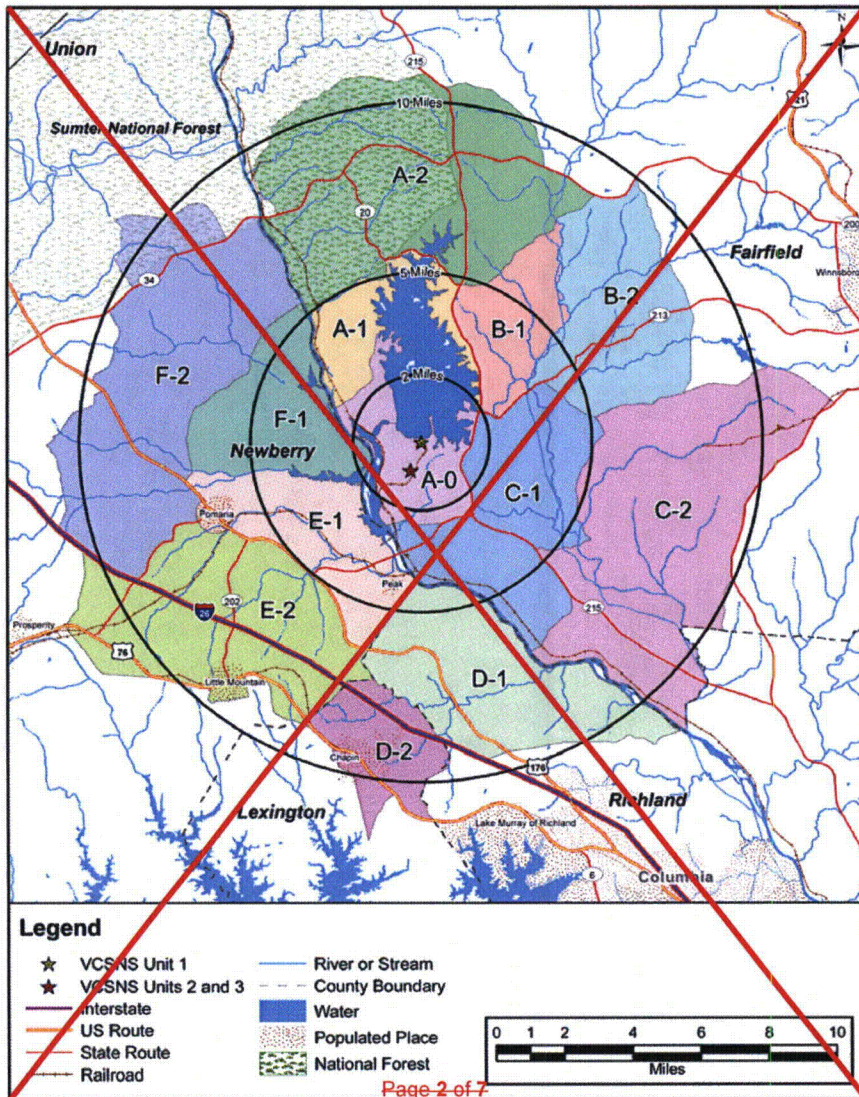 N
Union
215
21
10 Miles
Sumter National Forest
A-2
20
200
Fairfield
Winnsboro
34
5 Miles
B-2
A-1
B-1
213
F-2
2 Miles
F-1
Newberry
A-0
C-1
C-2
E-1
Pomaria
Peak
215
26
202
E-2
Prosperity
76
D-1
Little Mountain
D-2
Chapin
176
Richland
Lexington
Lake Murray of Richland
6
Columbia
Legend
VCSNS Unit 1
VCSNS Units 2 and 3
Interstate
US Route
State Route
Railroad
River or Stream
County Boundary
Water
Populated Place
National Forest
0 1 2 4 6 8 10
Miles
Page 2 of 7